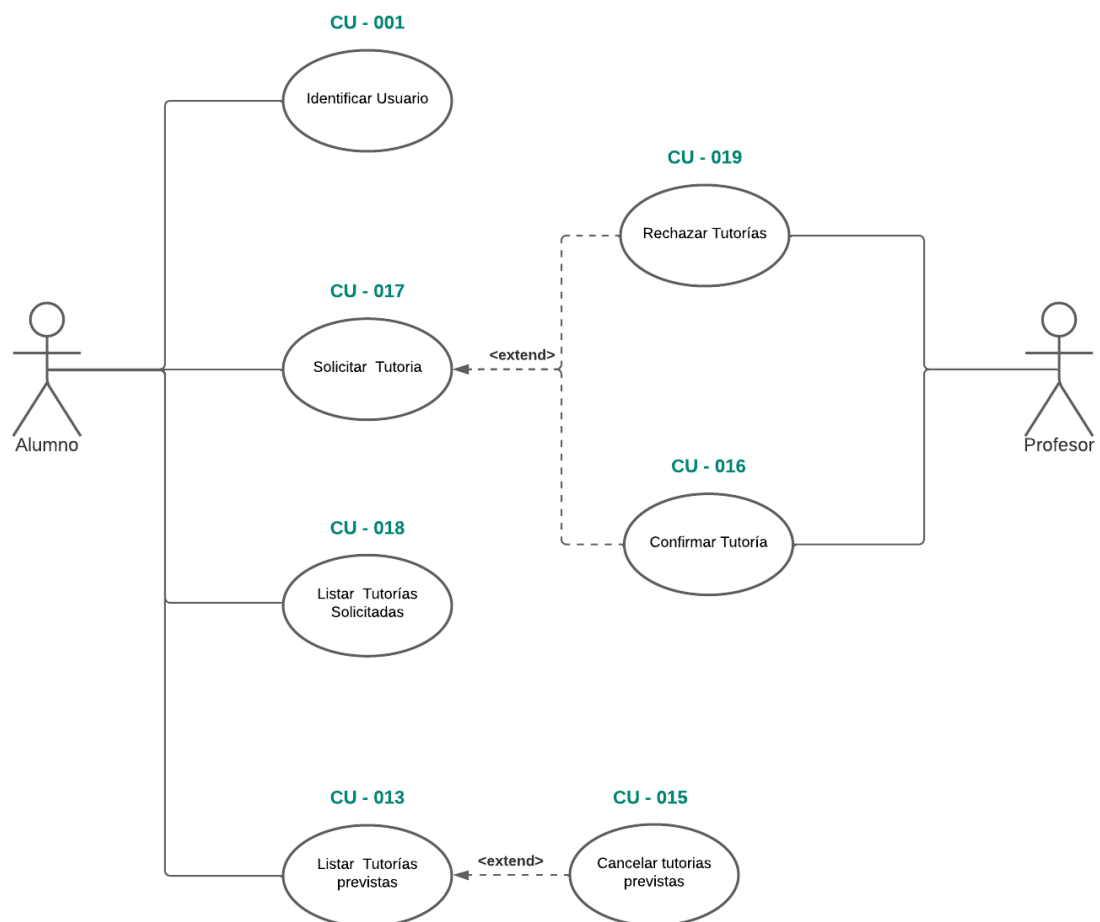 CU - 001
Identificar Usuario
CU - 019
Rechazar Tutorías
CU - 017
Solicitar Tutoria
<extend>
Alumno
Profesor
CU - 016
Confirmar Tutoría
CU - 018
Listar Tutorías
Solicitadas
CU - 013
Listar Tutorías
previstas
<extend>
CU - 015
Cancelar tutorias
previstas